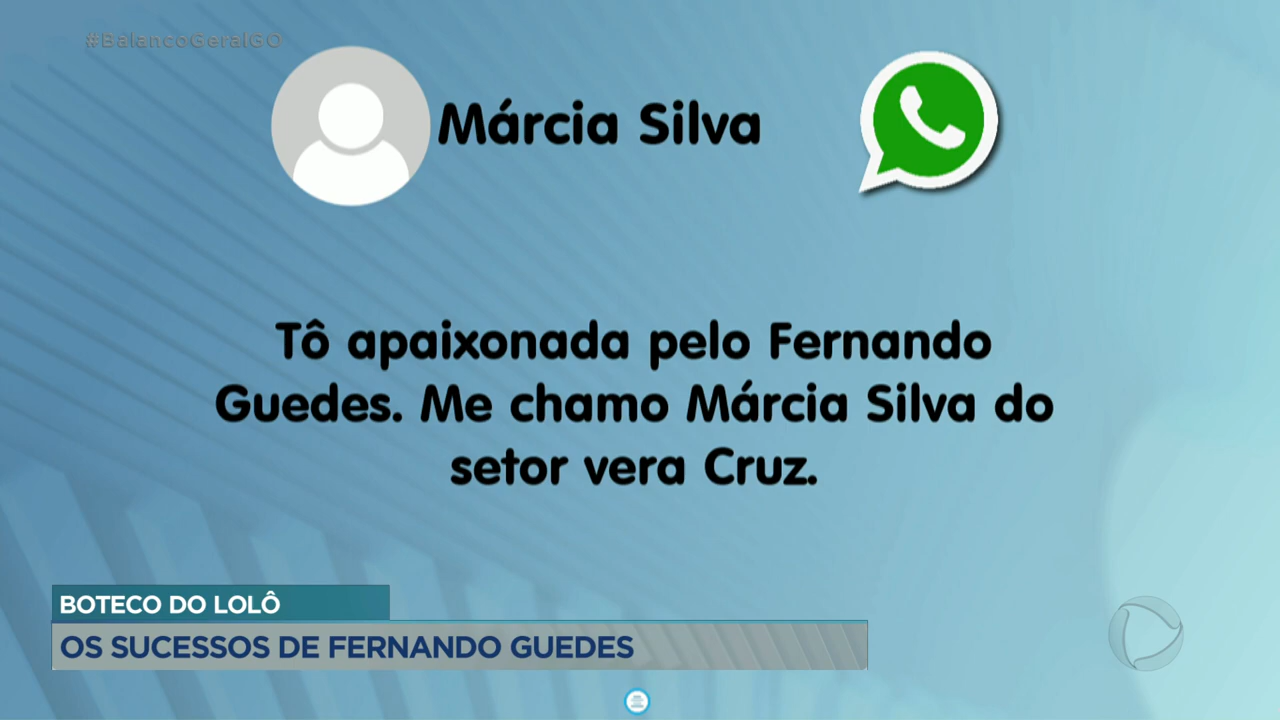 #BalancoGeralGO
Márcia Silva
Tô apaixonada pelo Fernando
Guedes. Me chamo Márcia Silva do
setor vera Cruz.
BOTECO DO LOLÔ
OS SUCESSOS DE FERNANDO GUEDES